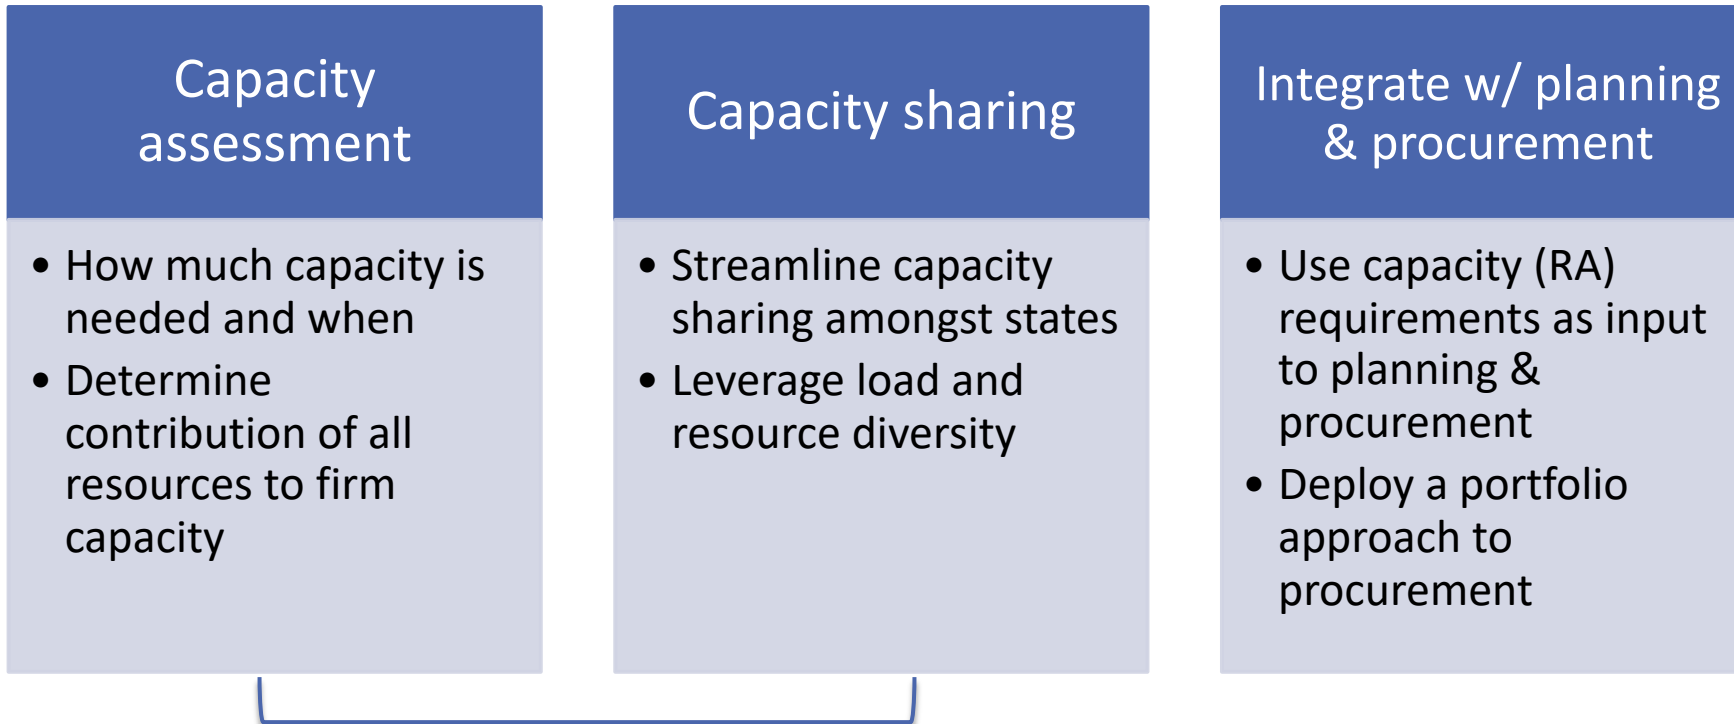 Capacity
assessment
• How much capacity is
needed and when
• Determine
contribution of all
resources to firm
capacity
Capacity sharing
• Streamline capacity
sharing amongst states
• Leverage load and
resource diversity
Integrate w/ planning
& procurement
• Use capacity (RA)
requirements as input
to planning &
procurement
• Deploy a portfolio
approach to
procurement